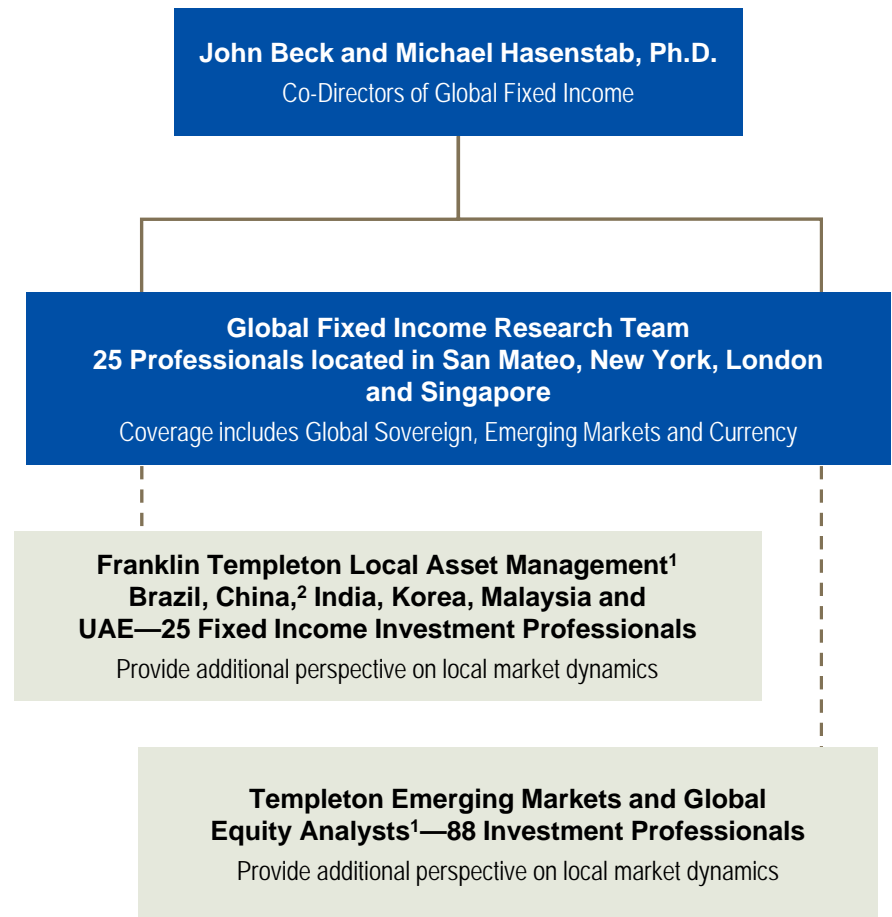 John Beck and Michael Hasenstab, Ph.D.
Co-Directors of Global Fixed Income
Global Fixed Income Research Team
25 Professionals located in San Mateo, New York, London
and Singapore
Coverage includes Global Sovereign, Emerging Markets and Currency
Franklin Templeton Local Asset Management¹
Brazil, China,² India, Korea, Malaysia and
UAE—25 Fixed Income Investment Professionals
Provide additional perspective on local market dynamics
Templeton Emerging Markets and Global
Equity Analysts¹—88 Investment Professionals
Provide additional perspective on local market dynamics